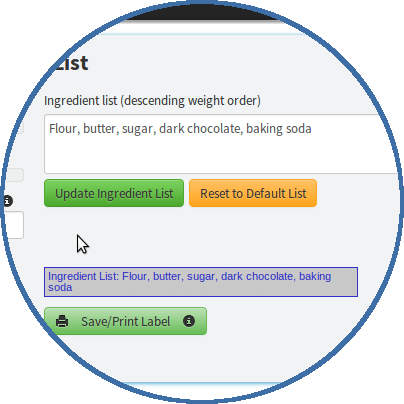 List
Ingredient list (descending weight order)
Flour, butter, sugar, dark chocolate, baking soda
Update Ingredient List Reset to Default List
Ingredient List: Flour, butter, sugar, dark chocolate, baking
soda
Save/Print Label